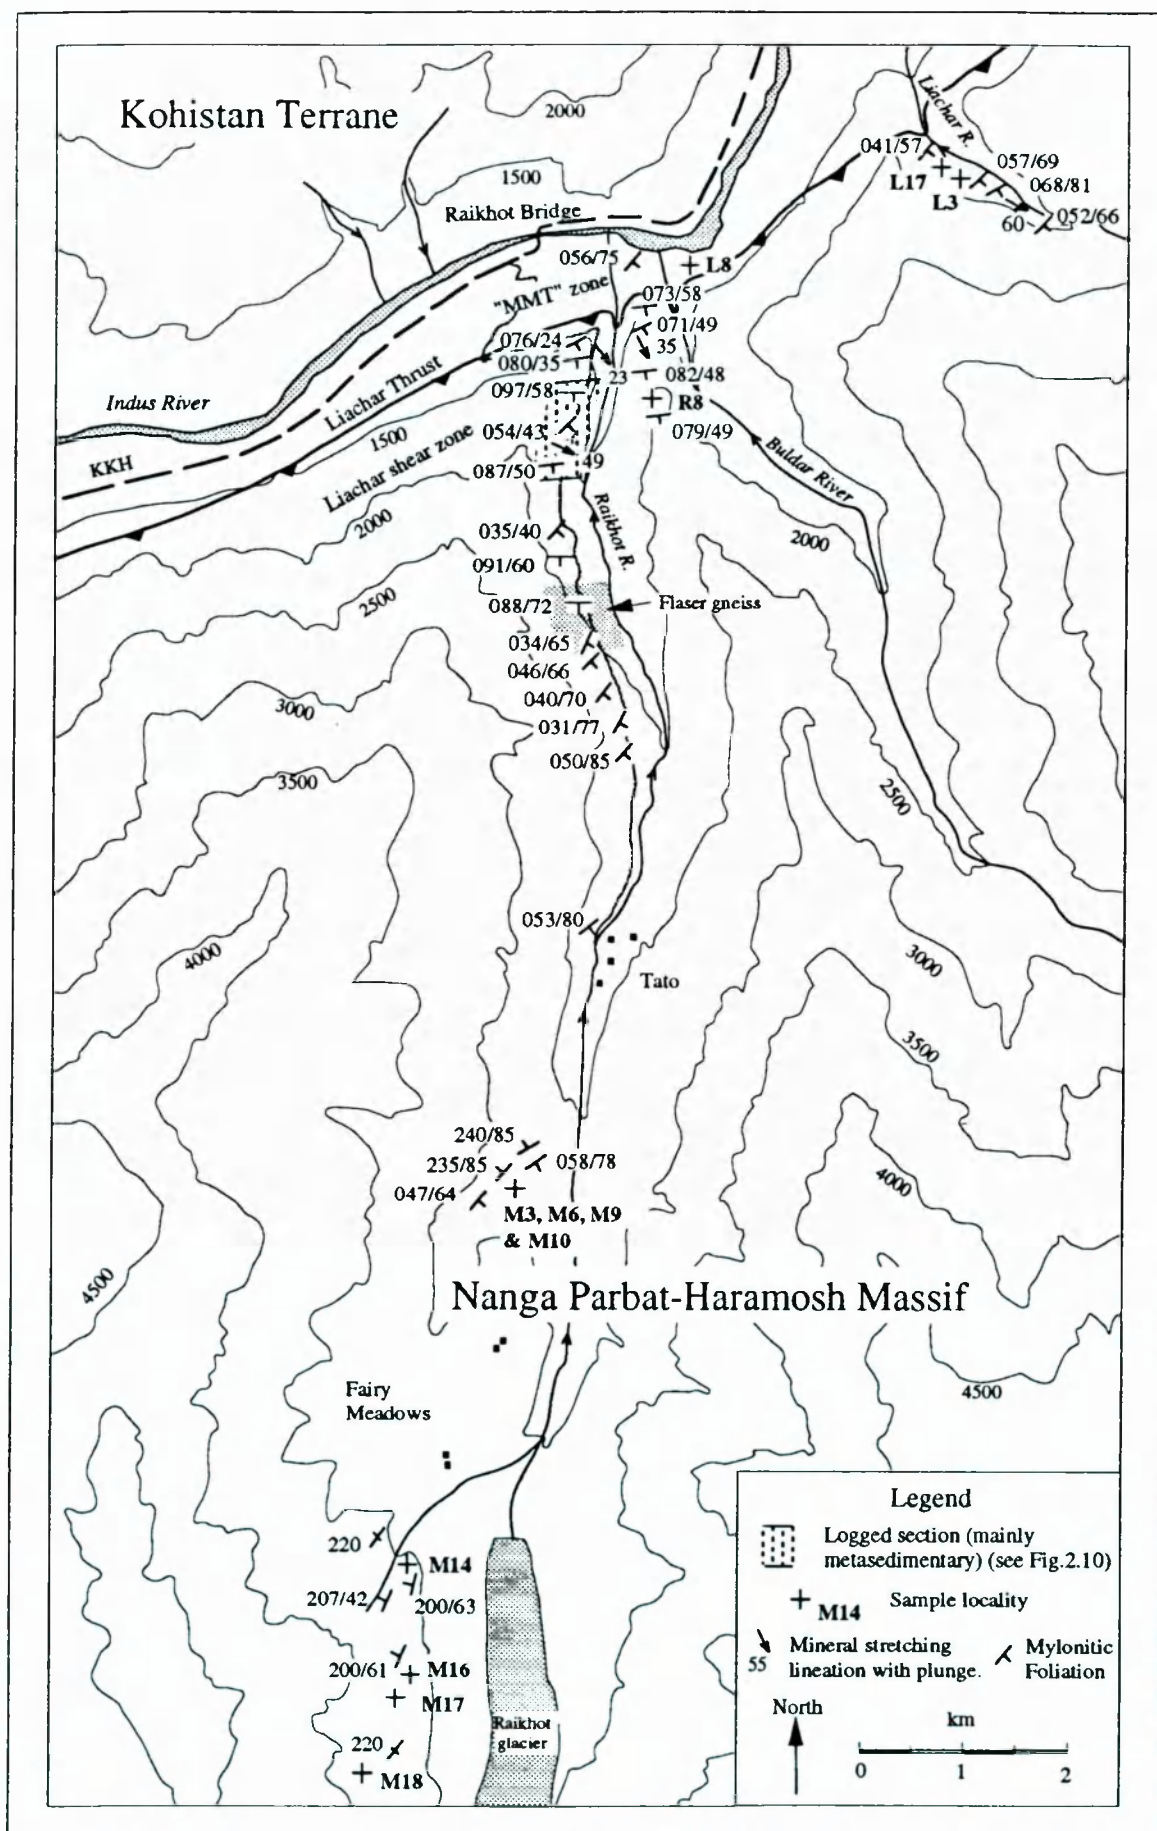 Kohistan Terrane
2000
Liachar R.
041/57
057/69
L17
068/81
L3
60
052/66
1500
Raikhot Bridge
056/75
L8
"MMT" zone
073/58
076/24
071/49
35
080/35
23
082/48
Liachar Thrust
097/58
R8
Indus River
1500
054/43
079/49
KKH
Liachar shear zone
087/50
49
Buldar River
2000
035/40
Raikhot R.
2000
091/60
2500
088/72
Flaser gneiss
034/65
046/66
040/70
3000
031/77
050/85
3500
2500
053/80
4000
3000
Tato
3500
240/85
235/85
058/78
047/64
4000
M3, M6, M9
& M10
4500
Nanga Parbat-Haramosh Massif
Fairy
Meadows
4500
220
M14
207/42
200/63
200/61
M16
M17
220
M18
Raikhot
glacier
Legend
Logged section (mainly
metasedimentary) (see Fig.2.10)
M14
Sample locality
55
Mineral stretching
lineation with plunge.
Mylonitic
Foliation
North
km
0 1 2